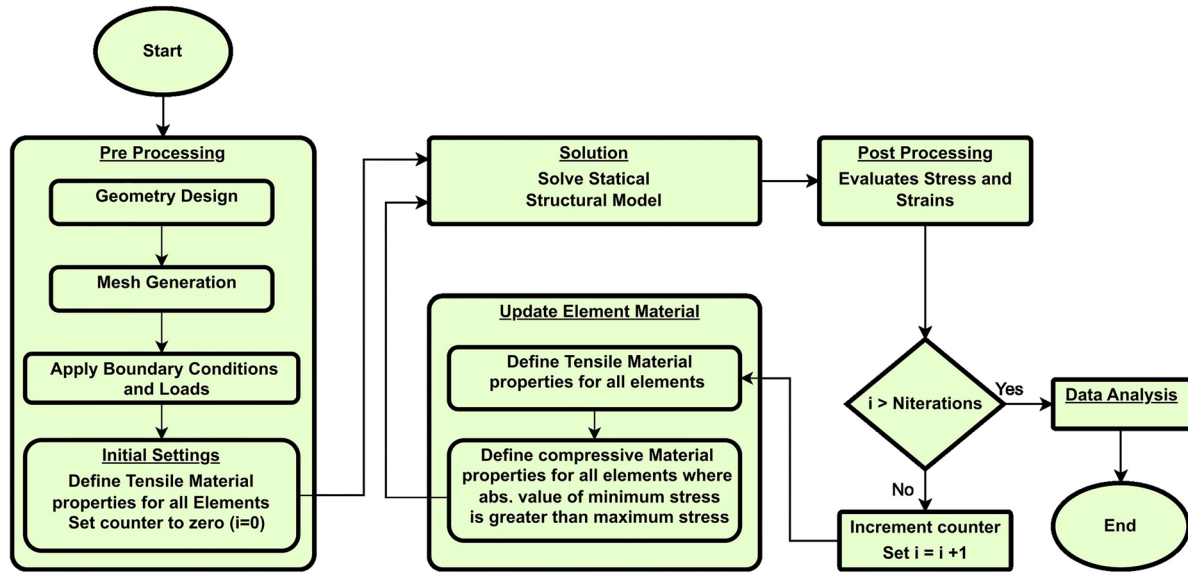 Start
Pre Processing
Geometry Design
Mesh Generation
Apply Boundary Conditions
and Loads
Initial Settings
Define Tensile Material
properties for all Elements
Set counter to zero (i=0)
Solution
Solve Statical
Structural Model
Post Processing
Evaluates Stress and
Strains
Update Element Material
Define Tensile Material
properties for all elements
Define compressive Material
properties for all elements where
abs. value of minimum stress
is greater than maximum stress
i > Niterations
Yes
No
Increment counter
Set i = i +1
Data Analysis
End